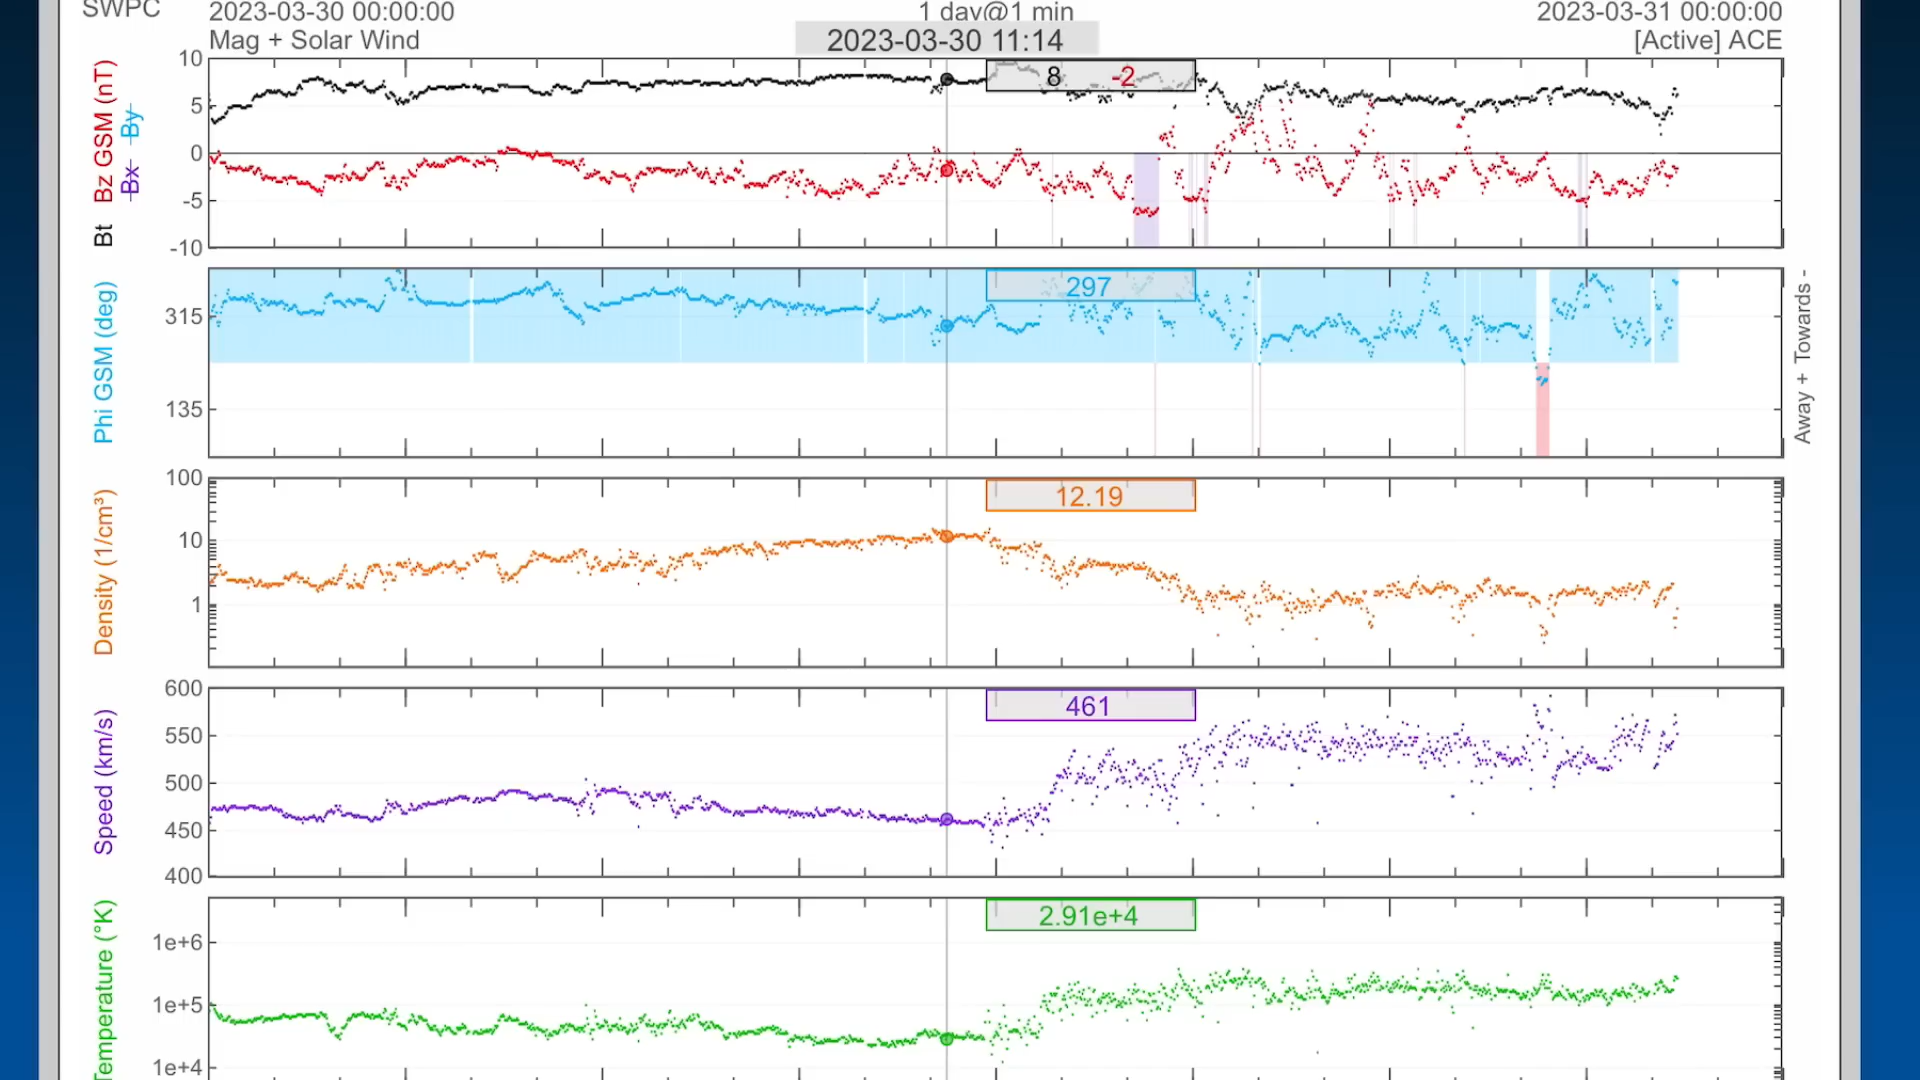 SWPC
2023-03-30 00:00:00
1 day@1 min
2023-03-31 00:00:00
Mag + Solar Wind
2023-03-30 11:14
[Active] ACE
Bt Bz GSM (nT)
Bx By
10
5
0
-5
-10
8 -2
Phi GSM (deg)
315
135
297
Away + Towards -
Density (1/cm³)
100
10
1
12.19
Speed (km/s)
600
550
500
450
400
461
Temperature (°K)
1e+6
1e+5
1e+4
2.91e+4